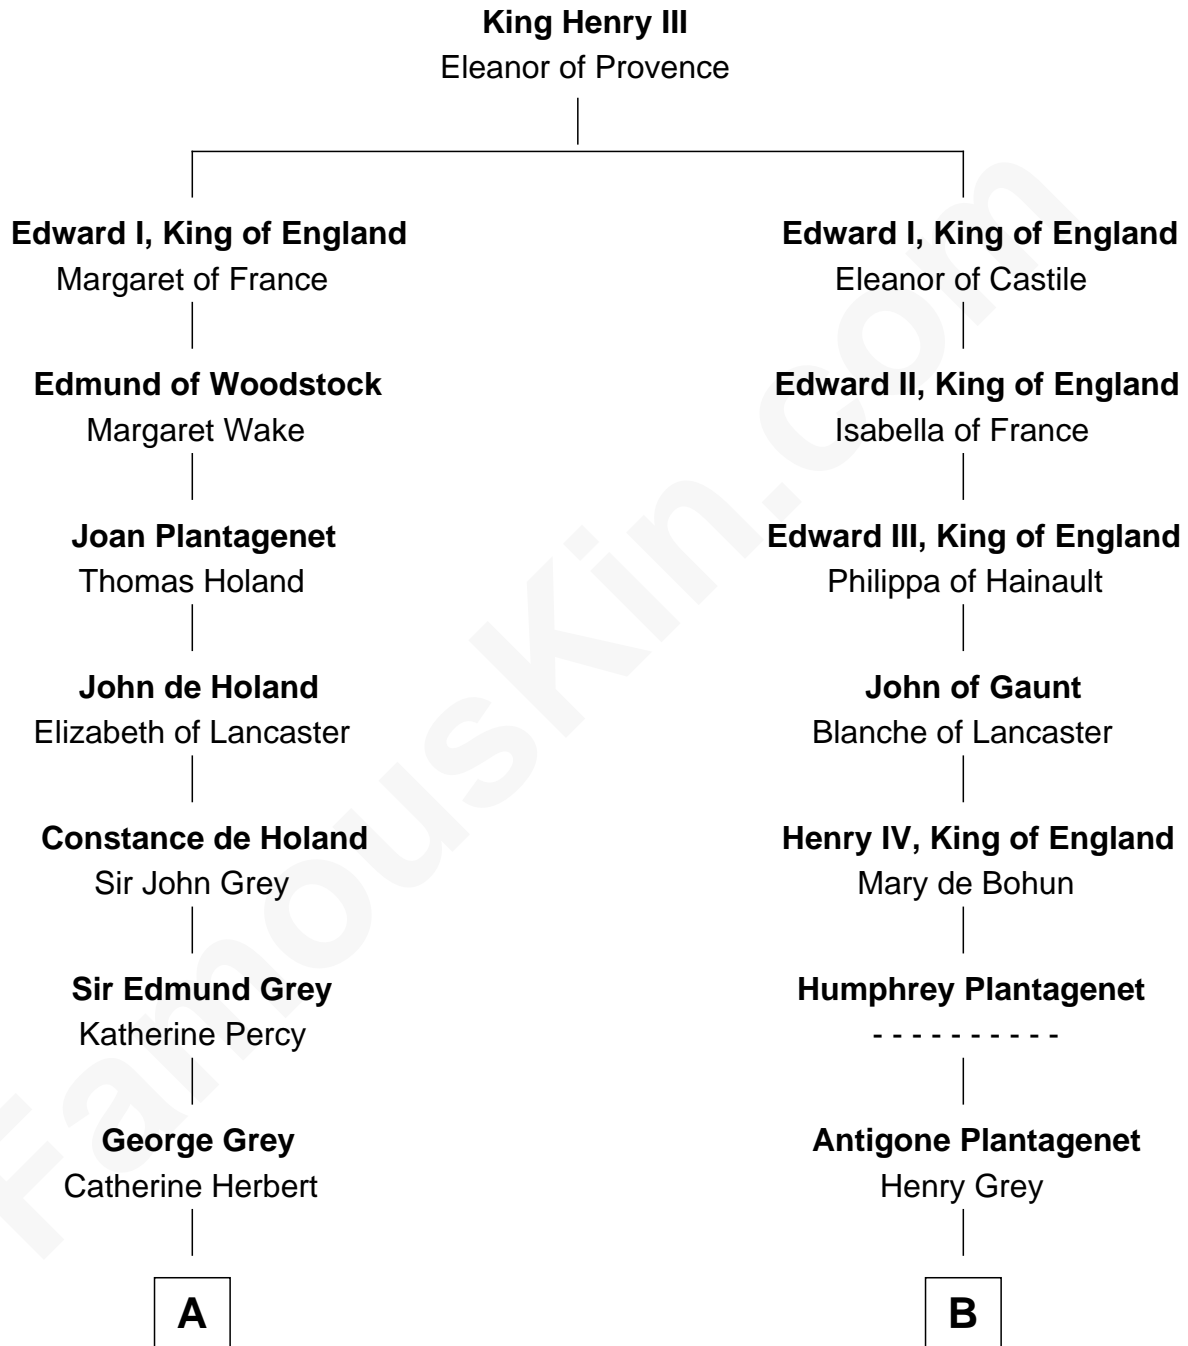 King Henry III
Eleanor of Provence
Edward I, King of England
Margaret of France
Edward I, King of England
Eleanor of Castile
Edmund of Woodstock
Margaret Wake
Edward II, King of England
Isabella of France
Joan Plantagenet
Thomas Holand
Edward III, King of England
Philippa of Hainault
John de Holand
Elizabeth of Lancaster
John of Gaunt
Blanche of Lancaster
Constance de Holand
Sir John Grey
Henry IV, King of England
Mary de Bohun
Sir Edmund Grey
Katherine Percy
Humphrey Plantagenet
- - - - - - - - - -
George Grey
Catherine Herbert
Antigone Plantagenet
Henry Grey
A
B
FamousKin.com